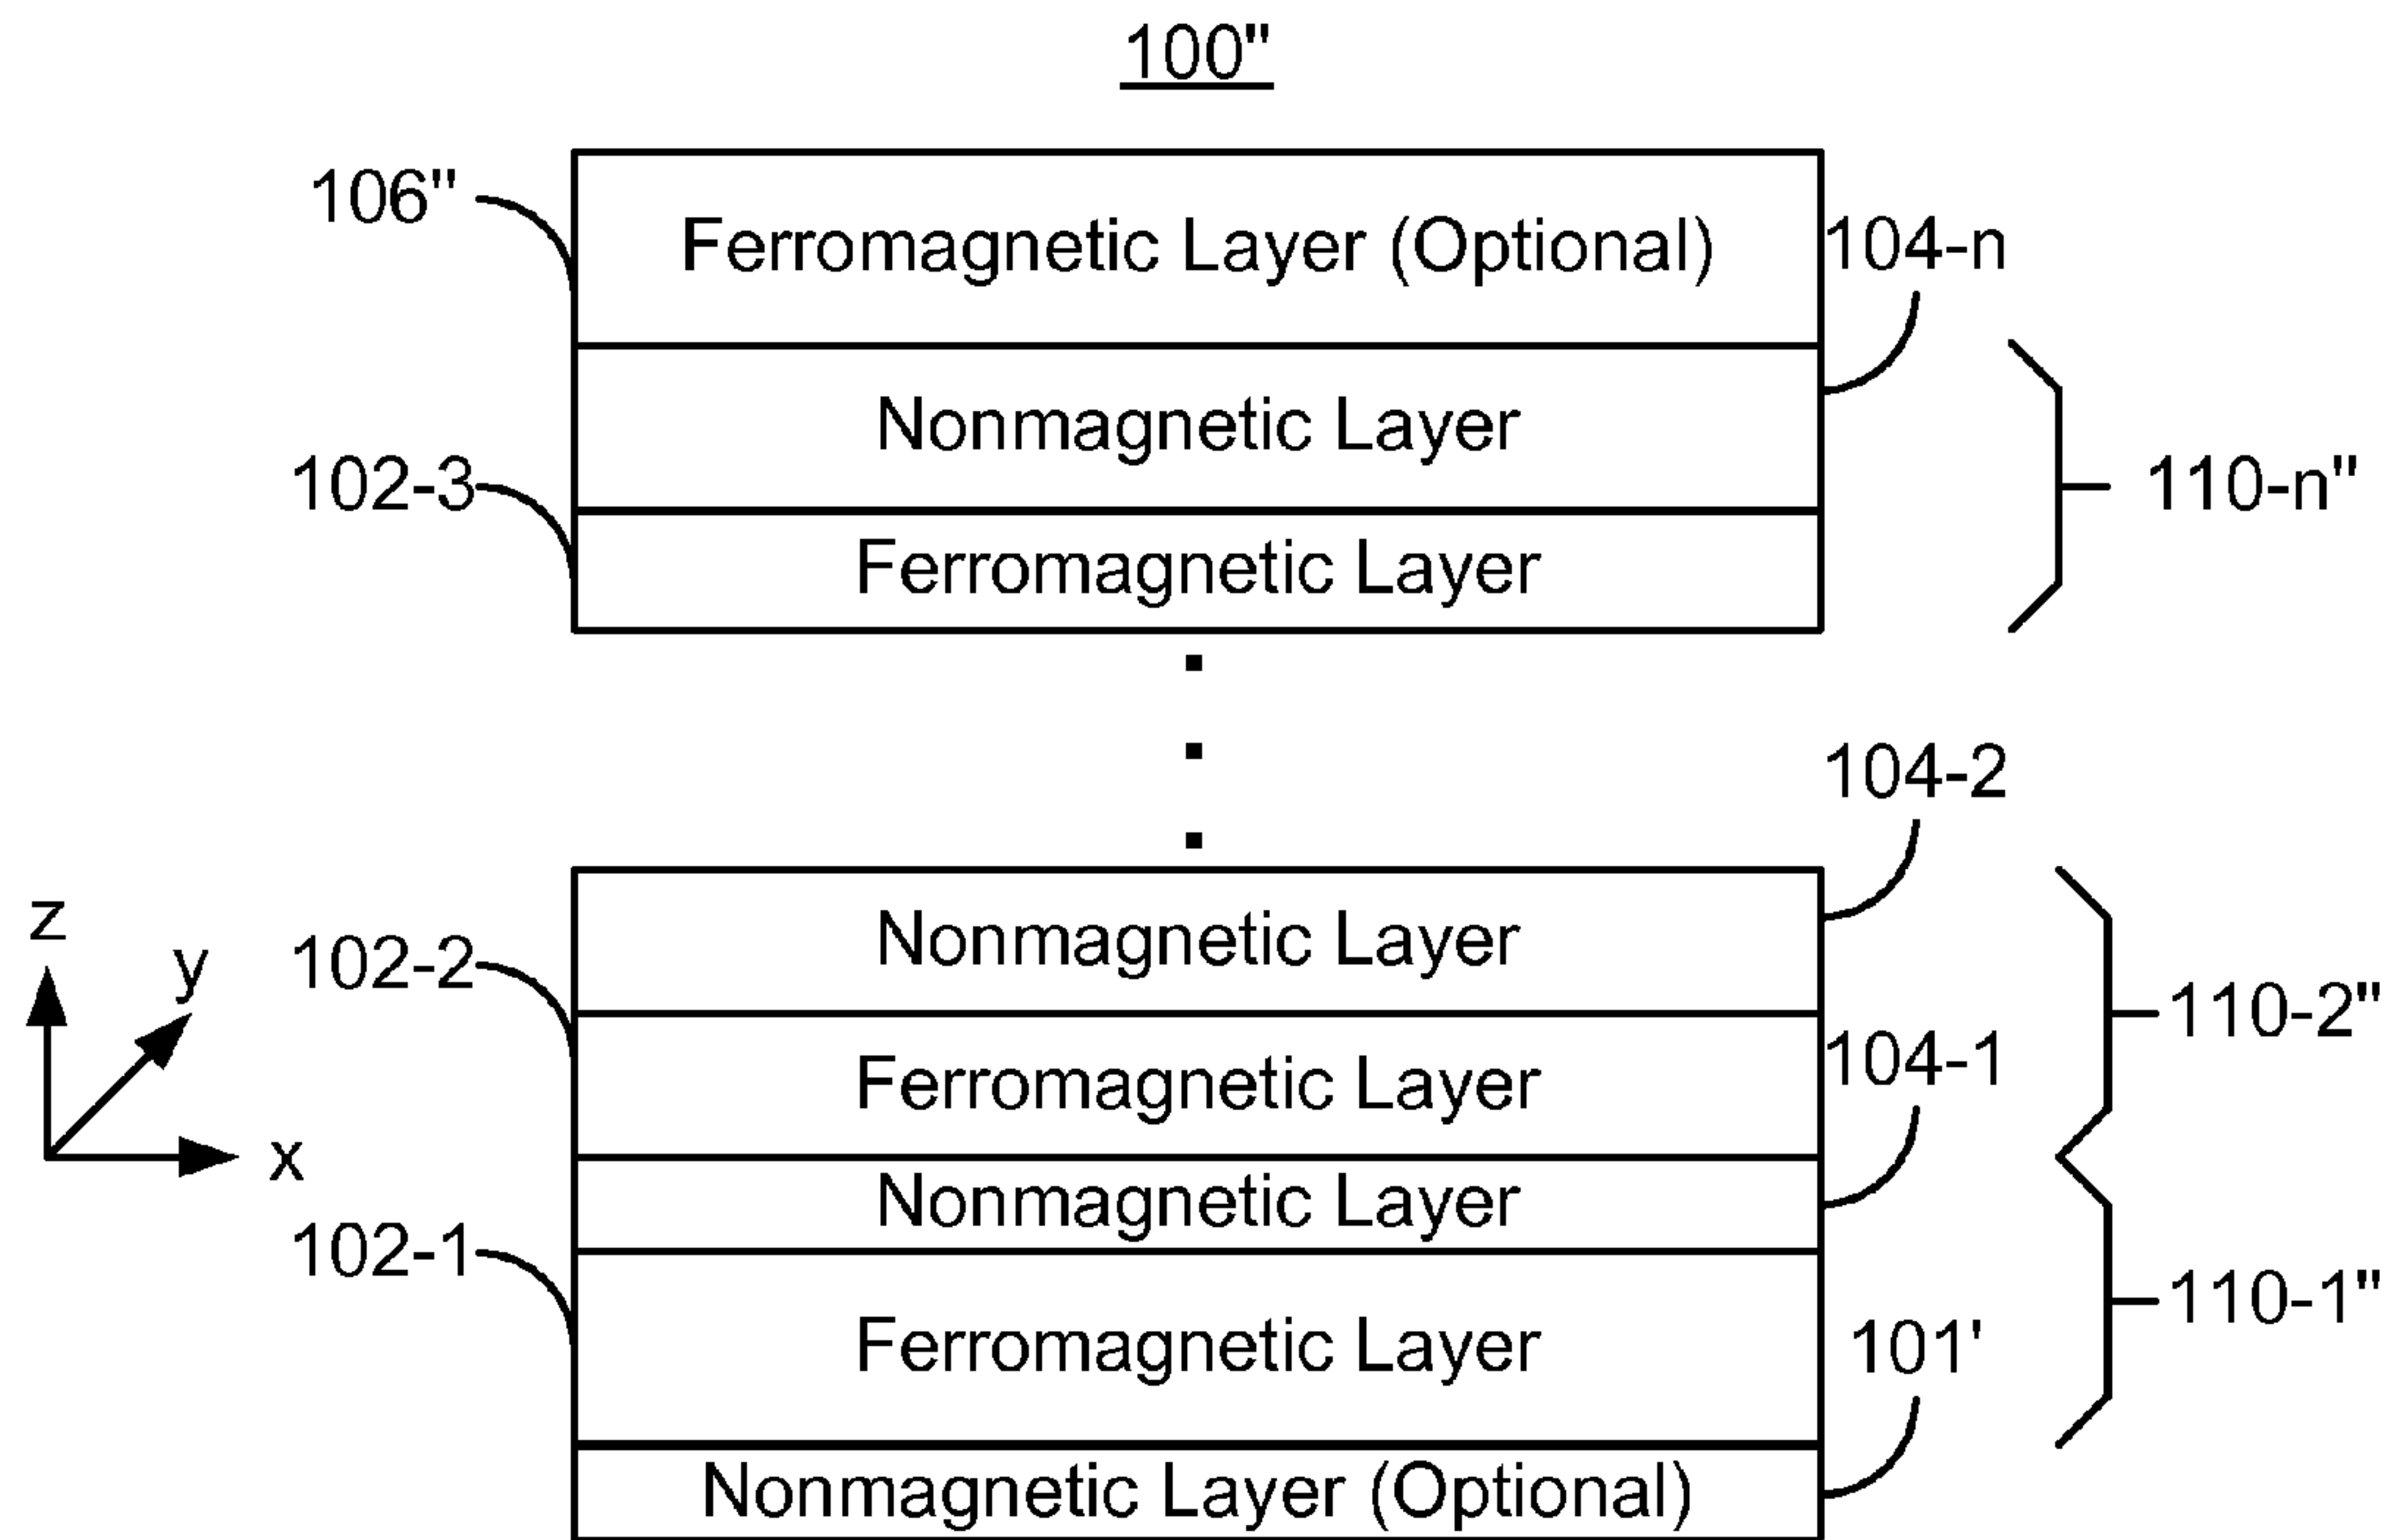 100"
106"
Ferromagnetic Layer (Optional)
104-n
Nonmagnetic Layer
102-3
110-n"
Ferromagnetic Layer
104-2
Nonmagnetic Layer
z
y
102-2
110-2"
104-1
Ferromagnetic Layer
x
Nonmagnetic Layer
102-1
110-1"
101'
Ferromagnetic Layer
Nonmagnetic Layer (Optional)